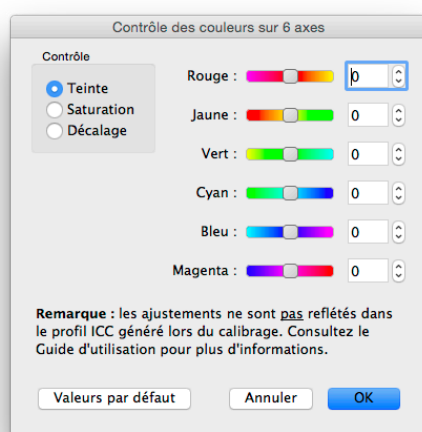 Contrôle des couleurs sur 6 axes
Contrôle
Teinte
Saturation
Décalage
Rouge : 0
Jaune : 0
Vert : 0
Cyan : 0
Bleu : 0
Magenta : 0
Remarque : les ajustements ne sont pas reflétés dans
le profil ICC généré lors du calibrage. Consultez le
Guide d'utilisation pour plus d'informations.
Valeurs par défaut
Annuler
OK